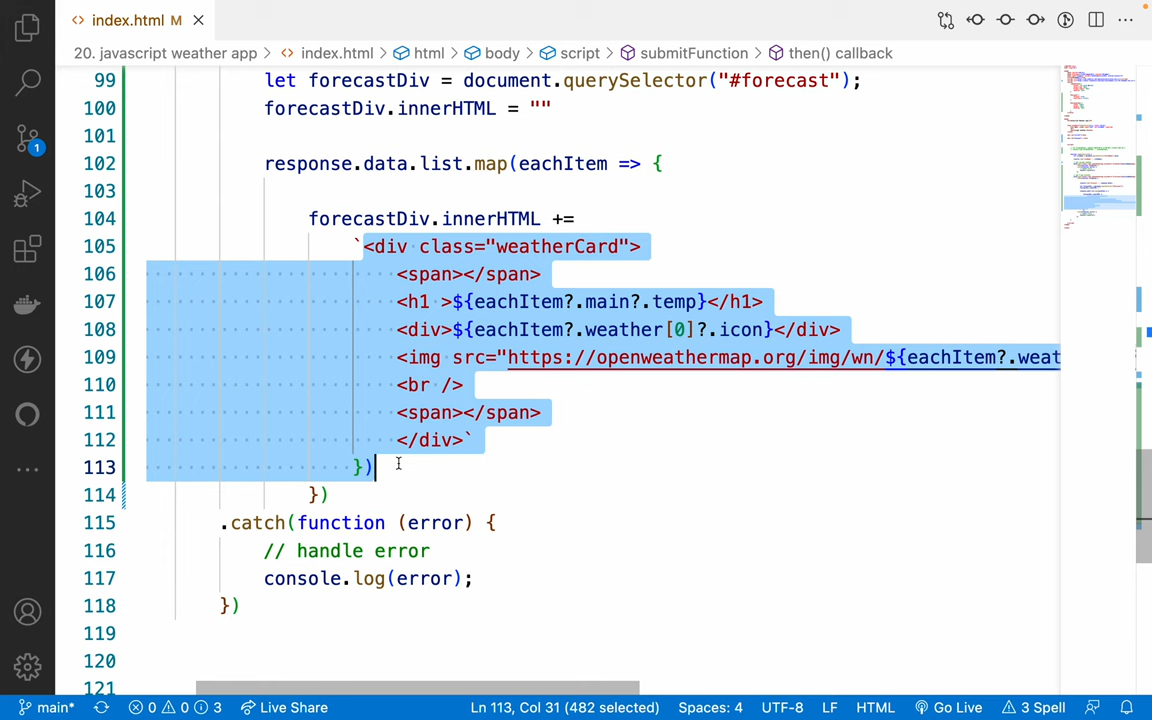 index.html M
20. javascript weather app > index.html > html > body > script > submitFunction > then() callback
99 let forecastDiv = document.querySelector("#forecast");
100 forecastDiv.innerHTML = ""
101
102 response.data.list.map(eachItem => {
103
104 forecastDiv.innerHTML +=
105 `<div class="weatherCard">
106 <span></span>
107 <h1 >${eachItem?.main?.temp}</h1>
108 <div>${eachItem?.weather[0]?.icon}</div>
109 <img src="https://openweathermap.org/img/wn/${eachItem?.weat
110 <br />
111 <span></span>
112 </div>`
113 })
114 })
115 .catch(function (error) {
116 // handle error
117 console.log(error);
118 })
119
120
121
1
main* 0 0 3 Live Share Ln 113, Col 31 (482 selected) Spaces: 4 UTF-8 LF HTML Go Live 3 Spell